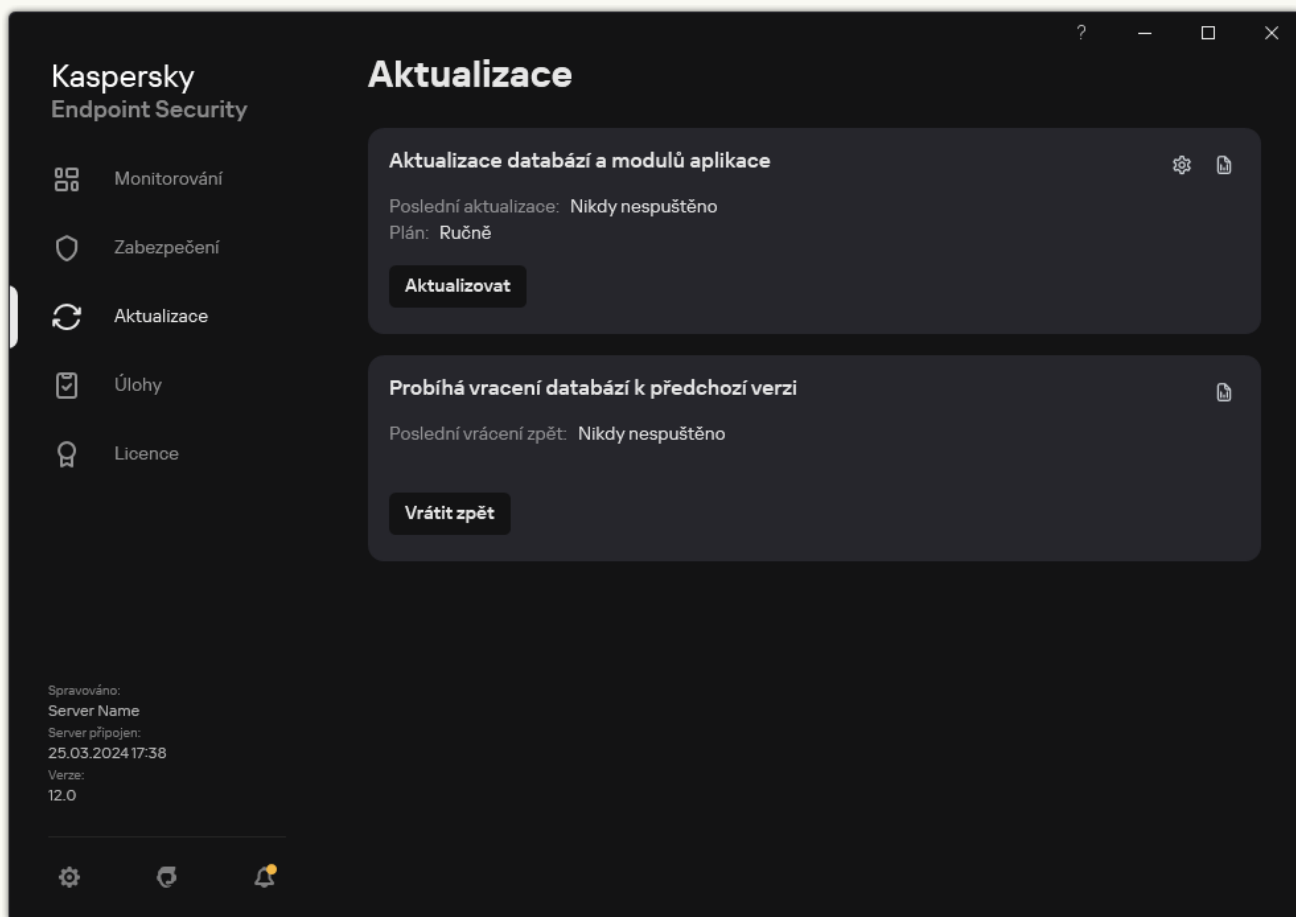 ?
Kaspersky
Endpoint Security
Monitorování
Zabezpečení
Aktualizace
Úlohy
Licence
Spravováno:
Server Name
Server připojen:
25.03.2024 17:38
Verze:
12.0
Aktualizace
Aktualizace databází a modulů aplikace
Poslední aktualizace: Nikdy nespuštěno
Plán: Ručně
Aktualizovat
Probíhá vracení databází k předchozí verzi
Poslední vrácení zpět: Nikdy nespuštěno
Vrátit zpět